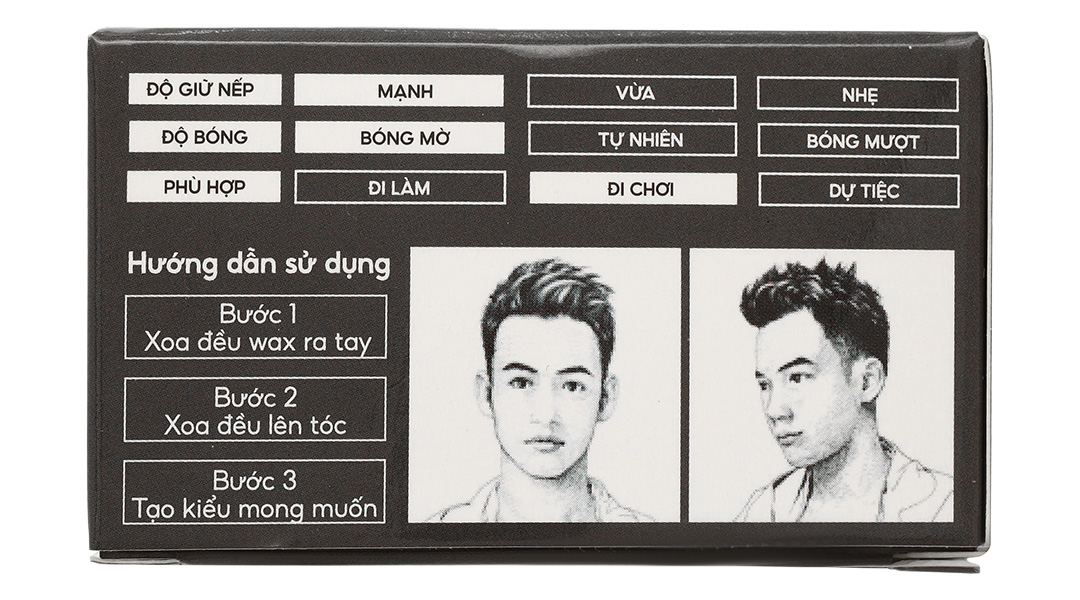 ĐỘ GIỮ NẾP MẠNH VỪA NHẸ
ĐỘ BÓNG BÓNG MỜ TỰ NHIÊN BÓNG MƯỢT
PHÙ HỢP ĐI LÀM ĐI CHƠI DỰ TIỆC
Hướng dẫn sử dụng
Bước 1
Xoa đều wax ra tay
Bước 2
Xoa đều lên tóc
Bước 3
Tạo kiểu mong muốn